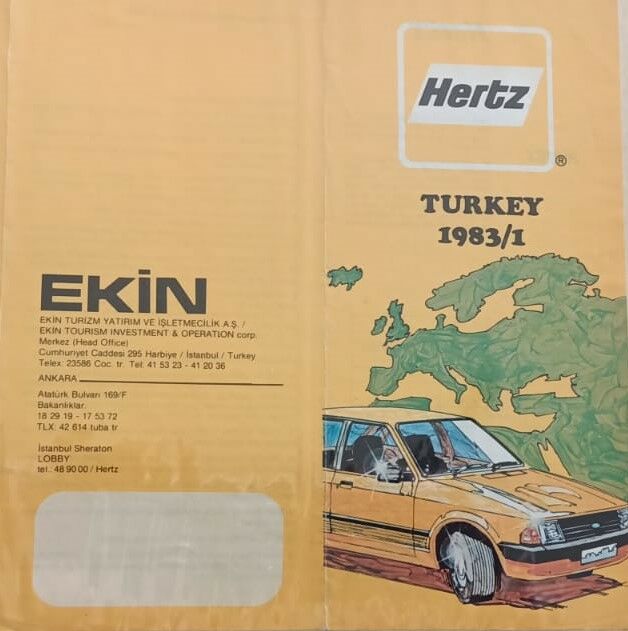 EKİN
EKİN TURİZM YATIRIM VE İŞLETMECİLİK A.Ş. /
EKIN TOURISM INVESTMENT & OPERATION corp.
Merkez (Head Office)
Cumhuriyet Caddesi 295 Harbiye / İstanbul / Turkey
Telex: 23586 Coc. tr. Tel: 41 53 23 - 41 20 36
ANKARA
Atatürk Bulvarı 169/F
Bakanlıklar.
18 29 19 - 17 53 72
TLX: 42 614 tuba tr
İstanbul Sheraton
LOBBY
tel.: 48 90 00 / Hertz
Hertz
®
TURKEY
1983/1